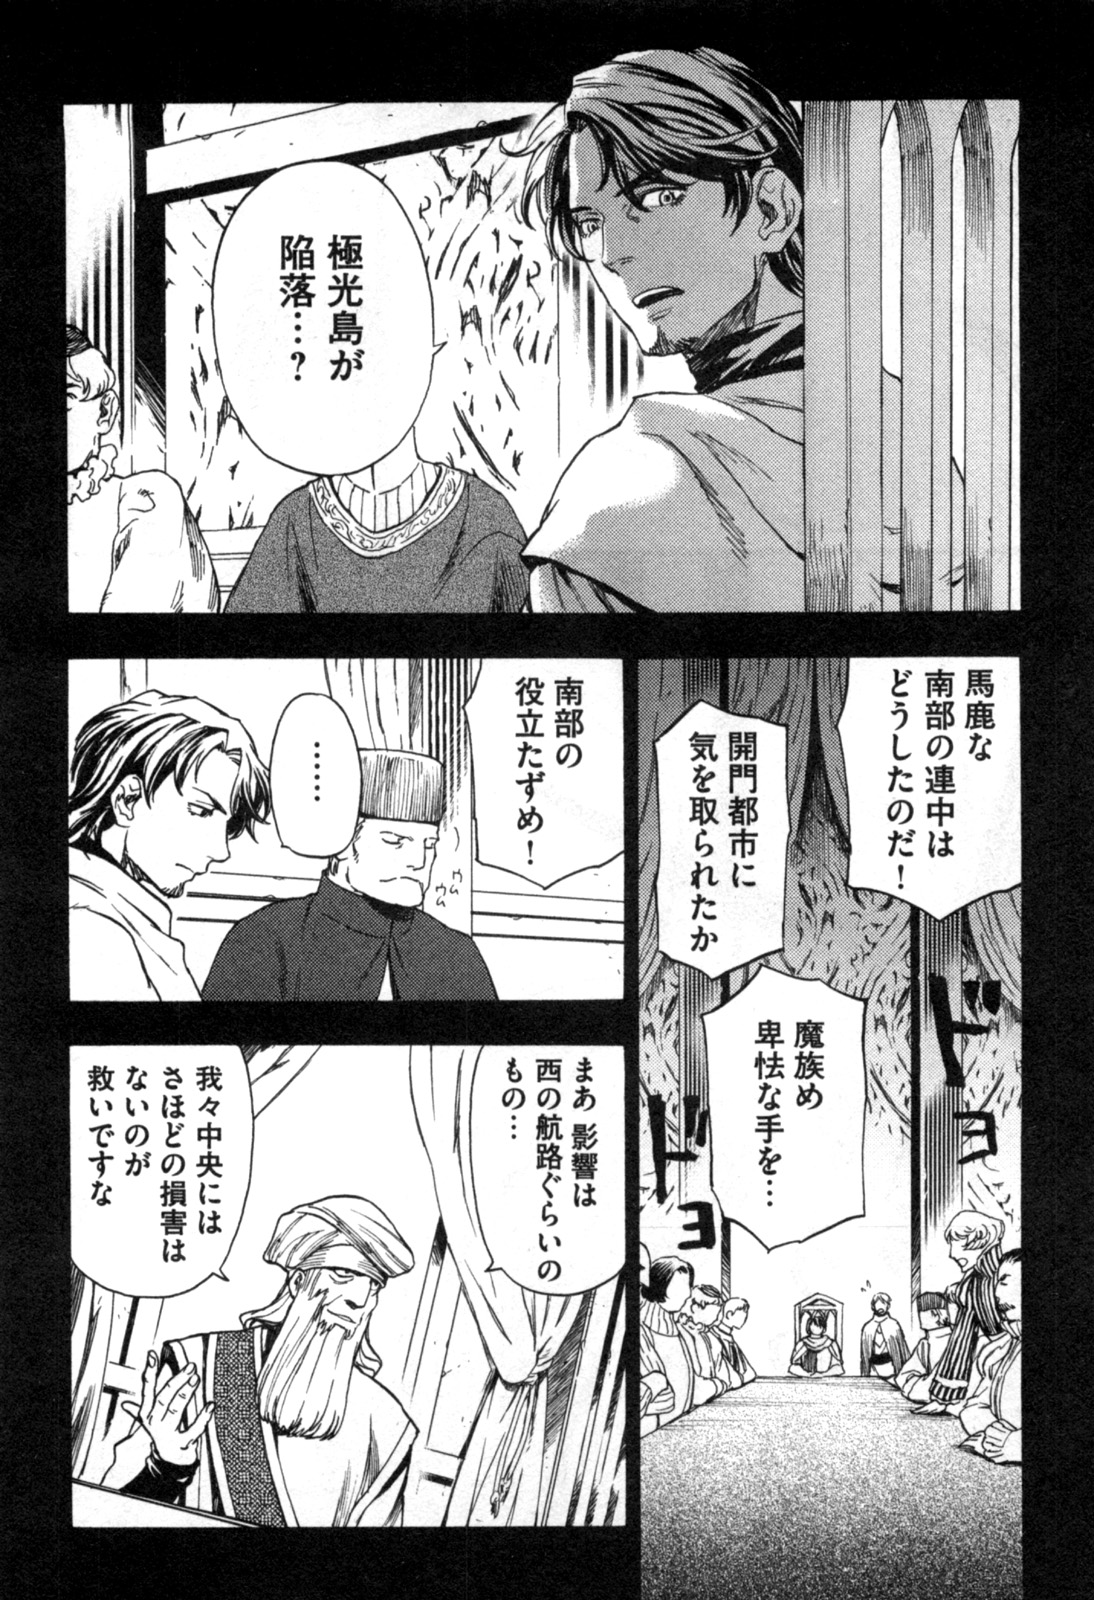 極光島が
陥落…?
馬鹿な
南部の連中は
どうしたのだ!
開門都市に
気を取られたか
魔族め
卑怯な手を…
ドヨ
ドヨ
南部の
役立たずめ!
……
ウム
ウム
まあ 影響は
西の航路ぐらいの
もの…
我々中央には
さほどの損害は
ないのが
救いですな